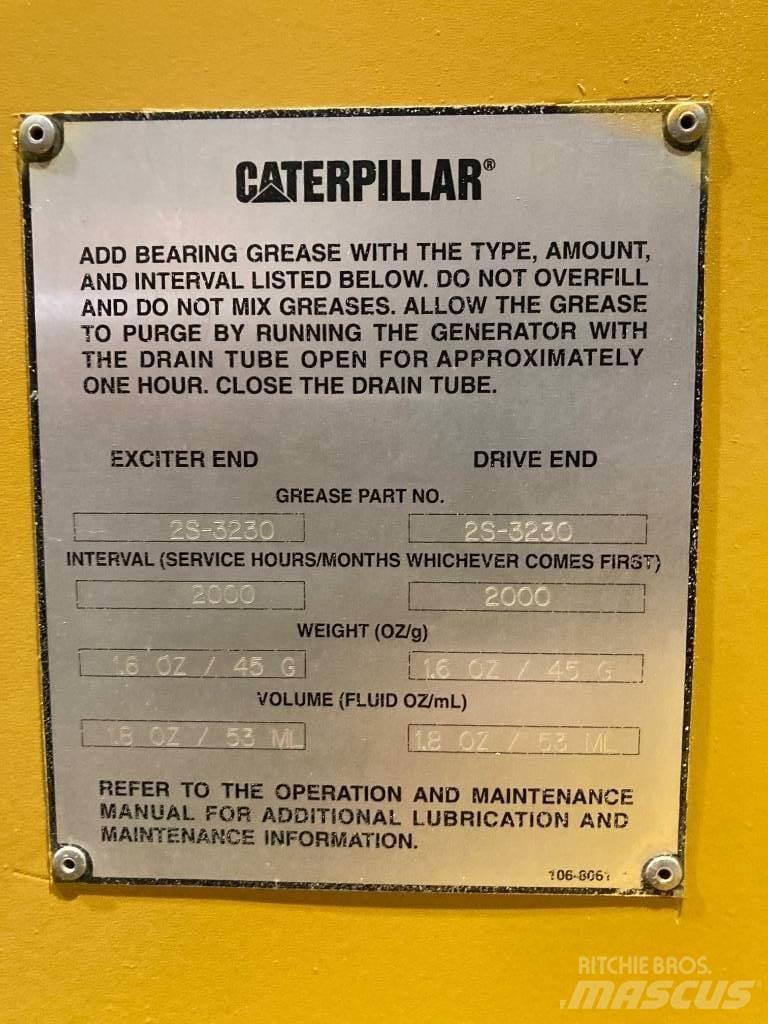 CATERPILLAR®
ADD BEARING GREASE WITH THE TYPE, AMOUNT,
AND INTERVAL LISTED BELOW. DO NOT OVERFILL
AND DO NOT MIX GREASES. ALLOW THE GREASE
TO PURGE BY RUNNING THE GENERATOR WITH
THE DRAIN TUBE OPEN FOR APPROXIMATELY
ONE HOUR. CLOSE THE DRAIN TUBE.
EXCITER END DRIVE END
GREASE PART NO.
2S-3230 2S-3230
INTERVAL (SERVICE HOURS/MONTHS WHICHEVER COMES FIRST)
2000 2000
WEIGHT (OZ/g)
1.6 OZ / 45 G 1.6 OZ / 45 G
VOLUME (FLUID OZ/mL)
1.8 OZ / 53 ML 1.8 OZ / 53 ML
REFER TO THE OPERATION AND MAINTENANCE
MANUAL FOR ADDITIONAL LUBRICATION AND
MAINTENANCE INFORMATION.
106-8061
RITCHIE BROS.
MASCUS